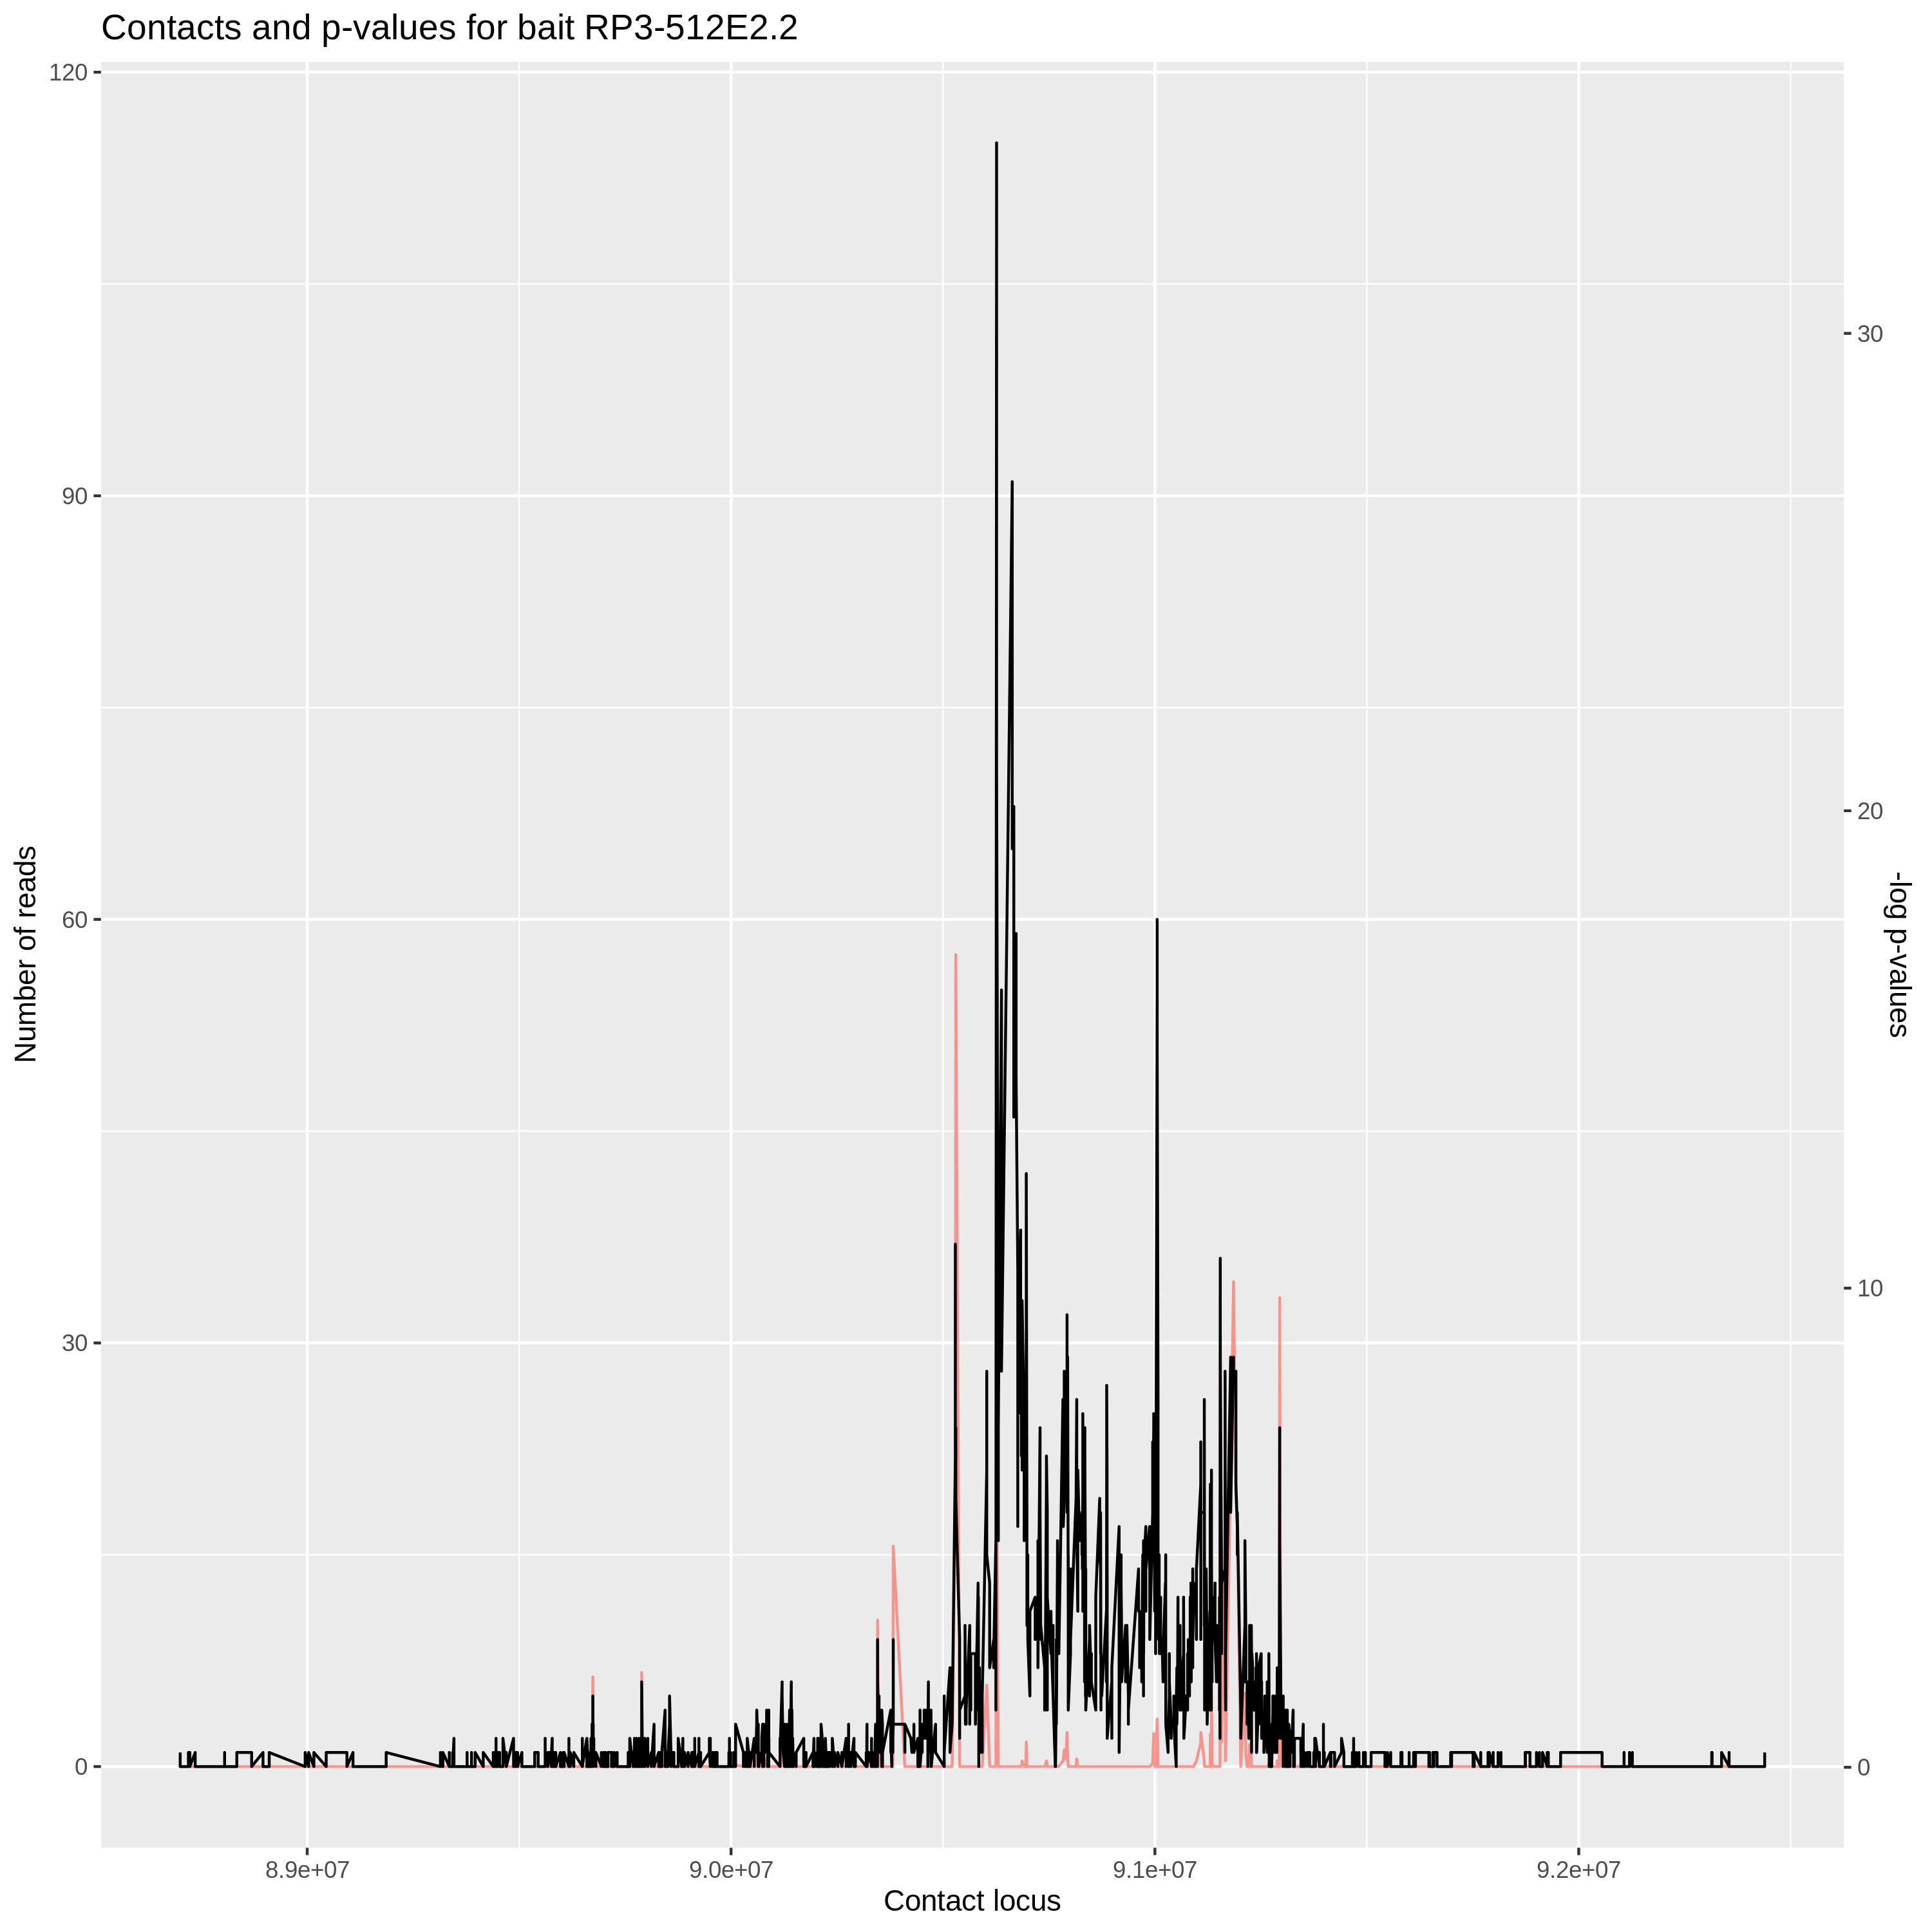 Contacts and p-values for bait RP3-512E2.2
120
90
60
30
0
Number of reads
30
20
10
0
-log p-values
8.9e+07
9.0e+07
9.1e+07
9.2e+07
Contact locus